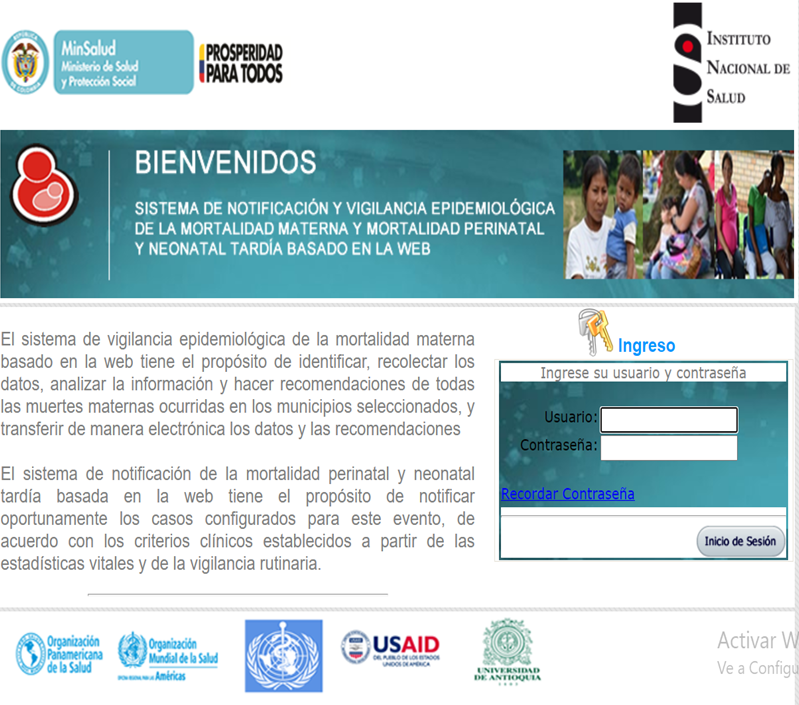 MinSalud
Ministerio de Salud
y Protección Social
PROSPERIDAD
PARA TODOS
INSTITUTO
NACIONAL DE
SALUD
BIENVENIDOS
SISTEMA DE NOTIFICACIÓN Y VIGILANCIA EPIDEMIOLÓGICA
DE LA MORTALIDAD MATERNA Y MORTALIDAD PERINATAL
Y NEONATAL TARDÍA BASADO EN LA WEB
El sistema de vigilancia epidemiológica de la mortalidad materna
basado en la web tiene el propósito de identificar, recolectar los
datos, analizar la información y hacer recomendaciones de todas
las muertes maternas ocurridas en los municipios seleccionados, y
transferir de manera electrónica los datos y las recomendaciones
El sistema de notificación de la mortalidad perinatal y neonatal
tardía basada en la web tiene el propósito de notificar
oportunamente los casos configurados para este evento, de
acuerdo con los criterios clínicos establecidos a partir de las
estadísticas vitales y de la vigilancia rutinaria.
Ingreso
Ingrese su usuario y contraseña
Usuario:
Contraseña:
Recordar Contraseña
Inicio de Sesión
Organización
Panamericana
de la Salud
Organización
Mundial de la Salud
OFICINA REGIONAL PARA LAS Américas
USAID
DEL PUEBLO DE LOS ESTADOS
UNIDOS DE AMÉRICA
UNIVERSIDAD
DE ANTIOQUIA
1803
Activar W
Ve a Configu